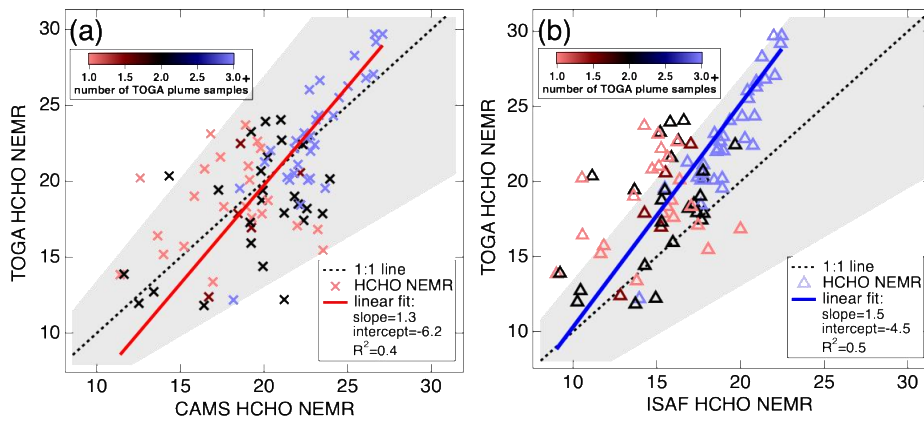 (a)
1.0 1.5 2.0 2.5 3.0+
number of TOGA plume samples
TOGA HCHO NEMR
30
25
20
15
10
1:1 line
HCHO NEMR
linear fit:
slope=1.3
intercept=-6.2
R²=0.4
10 15 20 25 30
CAMS HCHO NEMR
(b)
1.0 1.5 2.0 2.5 3.0+
number of TOGA plume samples
TOGA HCHO NEMR
30
25
20
15
10
1:1 line
HCHO NEMR
linear fit:
slope=1.5
intercept=-4.5
R²=0.5
10 15 20 25 30
ISAF HCHO NEMR